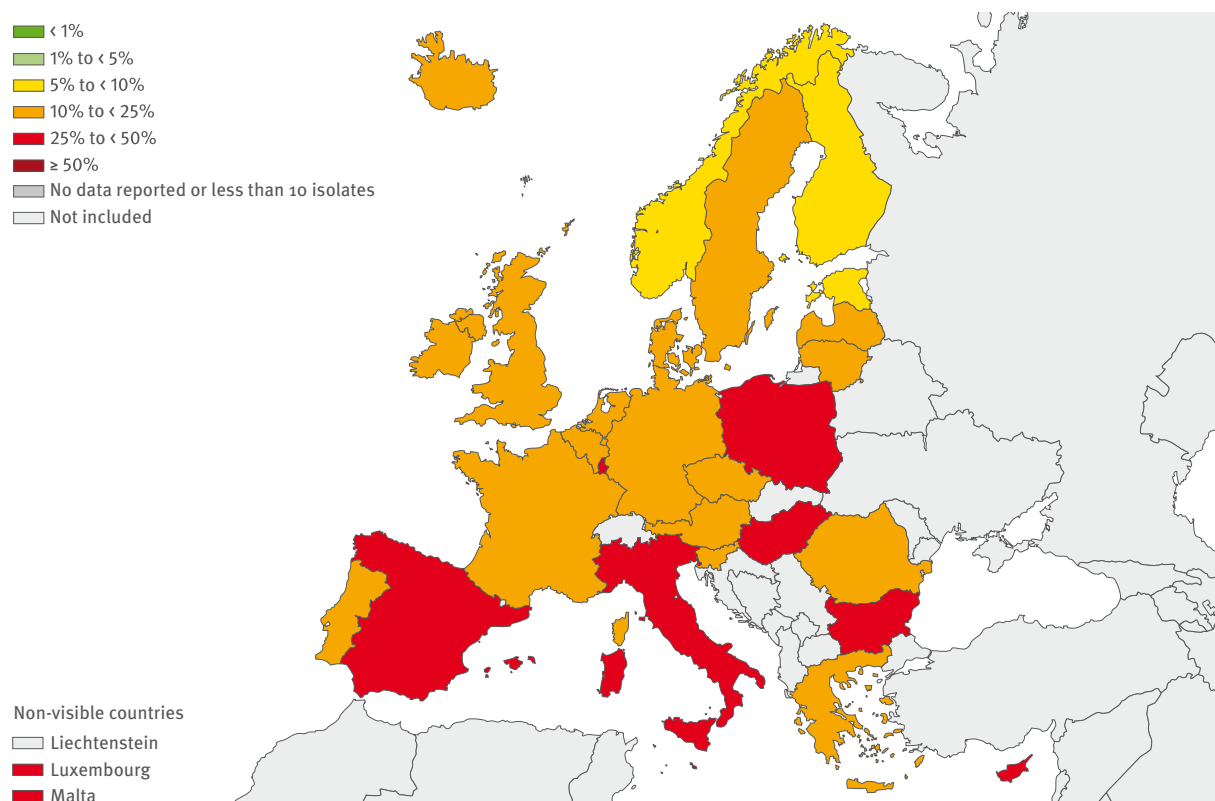 < 1%
1% to < 5%
5% to < 10%
10% to < 25%
25% to < 50%
≥ 50%
No data reported or less than 10 isolates
Not included
Non-visible countries
Liechtenstein
Luxembourg
Malta